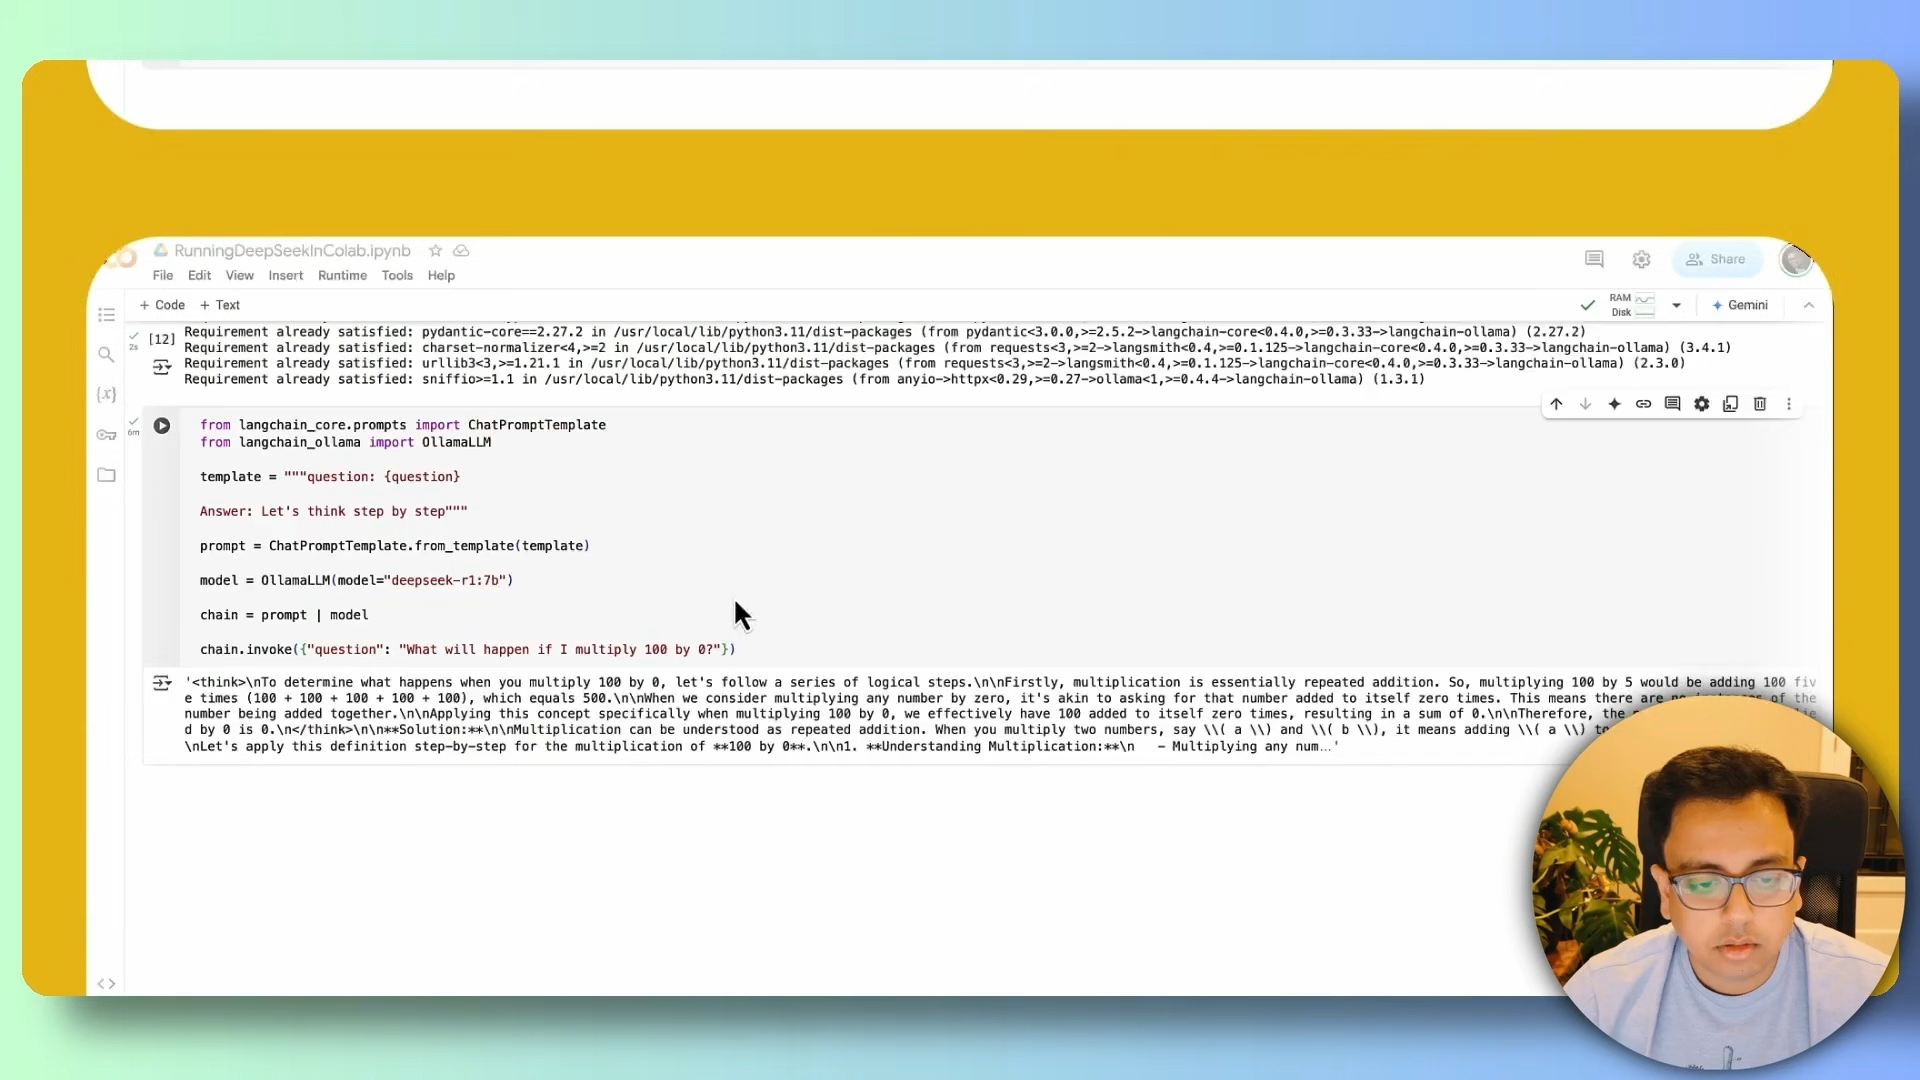 RunningDeepSeekInColab.ipynb
Share
File Edit View Insert Runtime Tools Help
+ Code + Text
RAM
Disk
Gemini
[12]
2s
Requirement already satisfied: pydantic-core==2.27.2 in /usr/local/lib/python3.11/dist-packages (from pydantic<3.0.0,>=2.5.2->langchain-core<0.4.0,>=0.3.33->langchain-ollama) (2.27.2)
Requirement already satisfied: charset-normalizer<4,>=2 in /usr/local/lib/python3.11/dist-packages (from requests<3,>=2->langsmith<0.4,>=0.1.125->langchain-core<0.4.0,>=0.3.33->langchain-ollama) (3.4.1)
Requirement already satisfied: urllib3<3,>=1.21.1 in /usr/local/lib/python3.11/dist-packages (from requests<3,>=2->langsmith<0.4,>=0.1.125->langchain-core<0.4.0,>=0.3.33->langchain-ollama) (2.3.0)
Requirement already satisfied: sniffio>=1.1 in /usr/local/lib/python3.11/dist-packages (from anyio->httpx<0.29,>=0.27->ollama<1,>=0.4.4->langchain-ollama) (1.3.1)
6m
from langchain_core.prompts import ChatPromptTemplate
from langchain_ollama import OllamaLLM
template = """question: {question}
Answer: Let's think step by step"""
prompt = ChatPromptTemplate.from_template(template)
model = OllamaLLM(model="deepseek-r1:7b")
chain = prompt | model
chain.invoke({"question": "What will happen if I multiply 100 by 0?"})
'<think>\nTo determine what happens when you multiply 100 by 0, let's follow a series of logical steps.\n\nFirstly, multiplication is essentially repeated addition. So, multiplying 100 by 5 would be adding 100 fiv
e times (100 + 100 + 100 + 100 + 100), which equals 500.\n\nWhen we consider multiplying any number by zero, it's akin to asking for that number added to itself zero times. This means there are no instances of the
number being added together.\n\nApplying this concept specifically when multiplying 100 by 0, we effectively have 100 added to itself zero times, resulting in a sum of 0.\n\nTherefore, the
d by 0 is 0.\n</think>\n\n**Solution:**\n\nMultiplication can be understood as repeated addition. When you multiply two numbers, say \\( a \\) and \\( b \\), it means adding \\( a \\)
\nLet's apply this definition step-by-step for the multiplication of **100 by 0**.\n\n1. **Understanding Multiplication:**\n - Multiplying any num…'